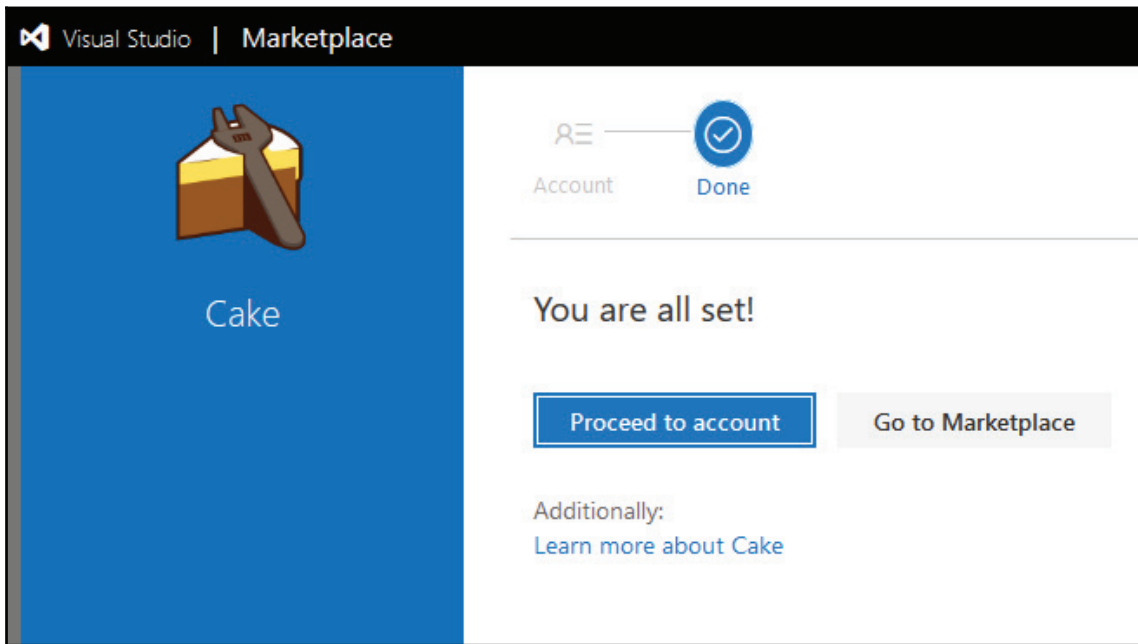 Visual Studio | Marketplace
Cake
Account
Done
You are all set!
Proceed to account
Go to Marketplace
Additionally:
Learn more about Cake